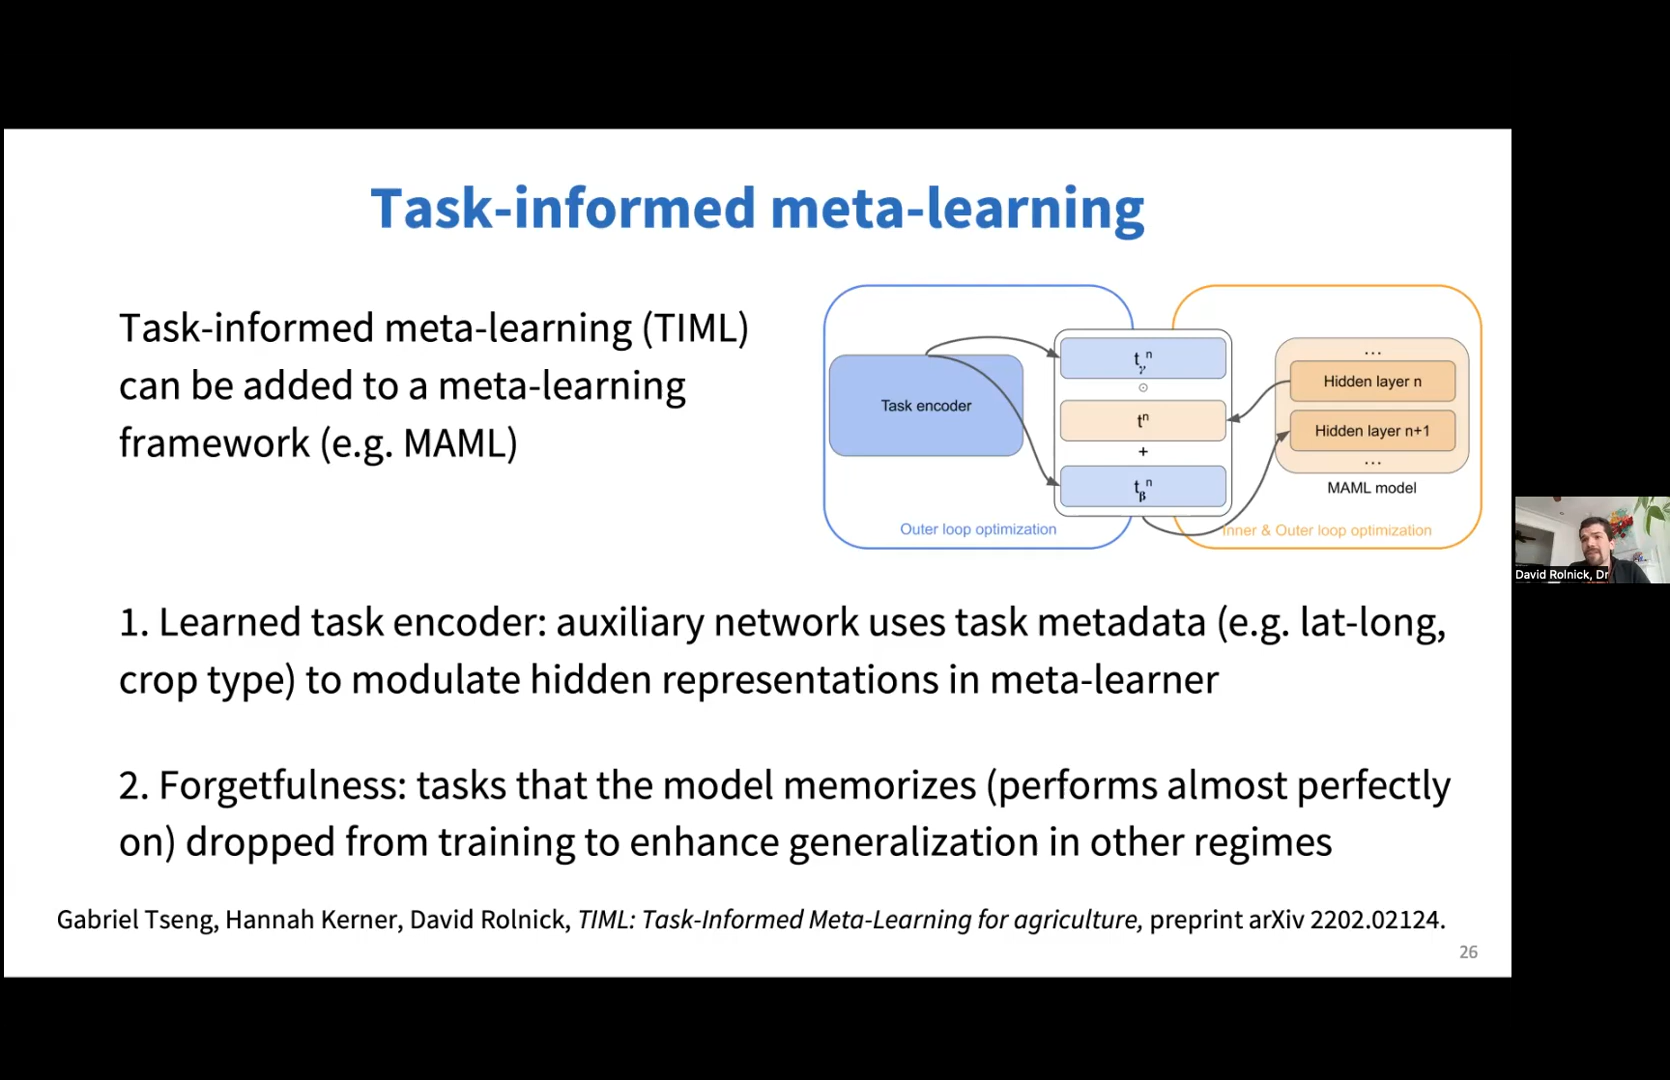 Task-informed meta-learning
Task-informed meta-learning (TIML)
can be added to a meta-learning
framework (e.g. MAML)
Task encoder
tγⁿ
⊙
tⁿ
+
tβⁿ
Outer loop optimization
...
Hidden layer n
Hidden layer n+1
...
MAML model
Inner & Outer loop optimization
1. Learned task encoder: auxiliary network uses task metadata (e.g. lat-long,
crop type) to modulate hidden representations in meta-learner
2. Forgetfulness: tasks that the model memorizes (performs almost perfectly
on) dropped from training to enhance generalization in other regimes
Gabriel Tseng, Hannah Kerner, David Rolnick, TIML: Task-Informed Meta-Learning for agriculture, preprint arXiv 2202.02124.
26
David Rolnick, Dr